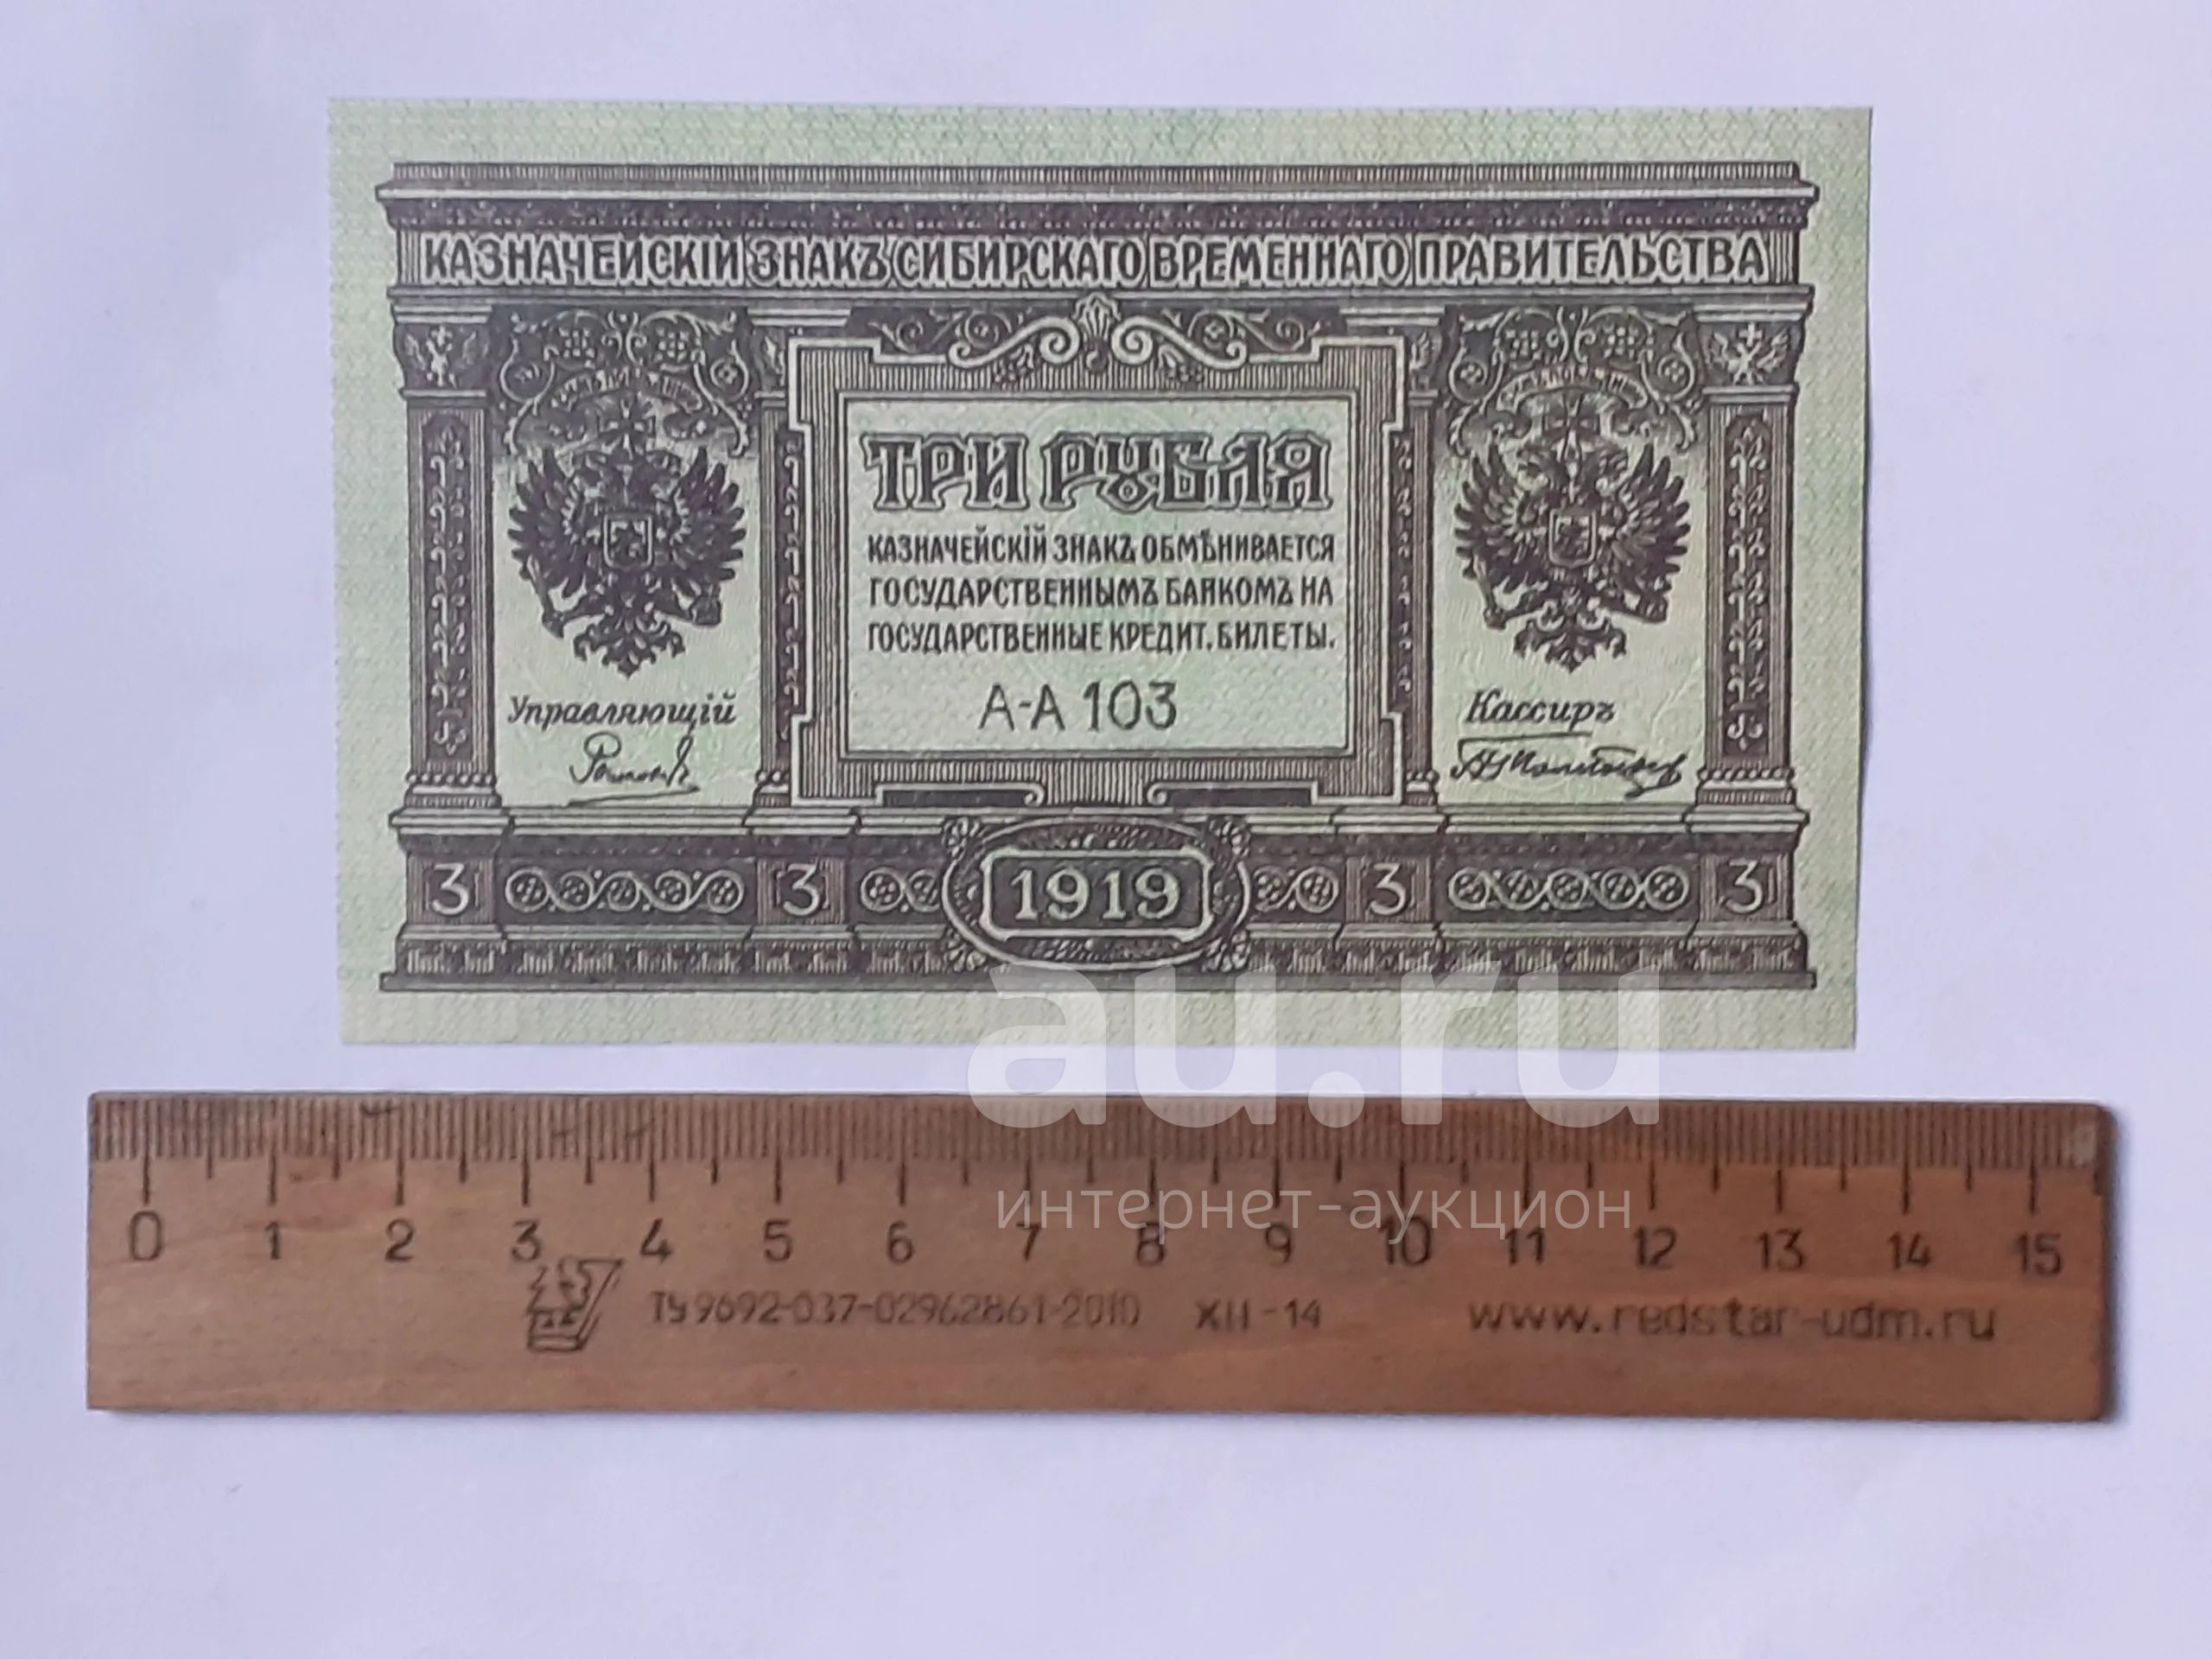 КАЗНАЧЕЙСКІЙ ЗНАКЪ СИБИРСКАГО ВРЕМЕННАГО ПРАВИТЕЛЬСТВА
ТРИ РУБЛЯ
КАЗНАЧЕЙСКІЙ ЗНАКЪ ОБМѢНИВАЕТСЯ
ГОСУДАРСТВЕННЫМЪ БАНКОМЪ НА
ГОСУДАРСТВЕННЫЕ КРЕДИТ. БИЛЕТЫ.
А-А 103
Управляющій
Кассиръ
3 3 1919 3 3
au.ru
интернет-аукцион
0 1 2 3 4 5 6 7 8 9 10 11 12 13 14 15
ТУ 9692-037-02962861-2010 XII-14 www.redstar-udm.ru